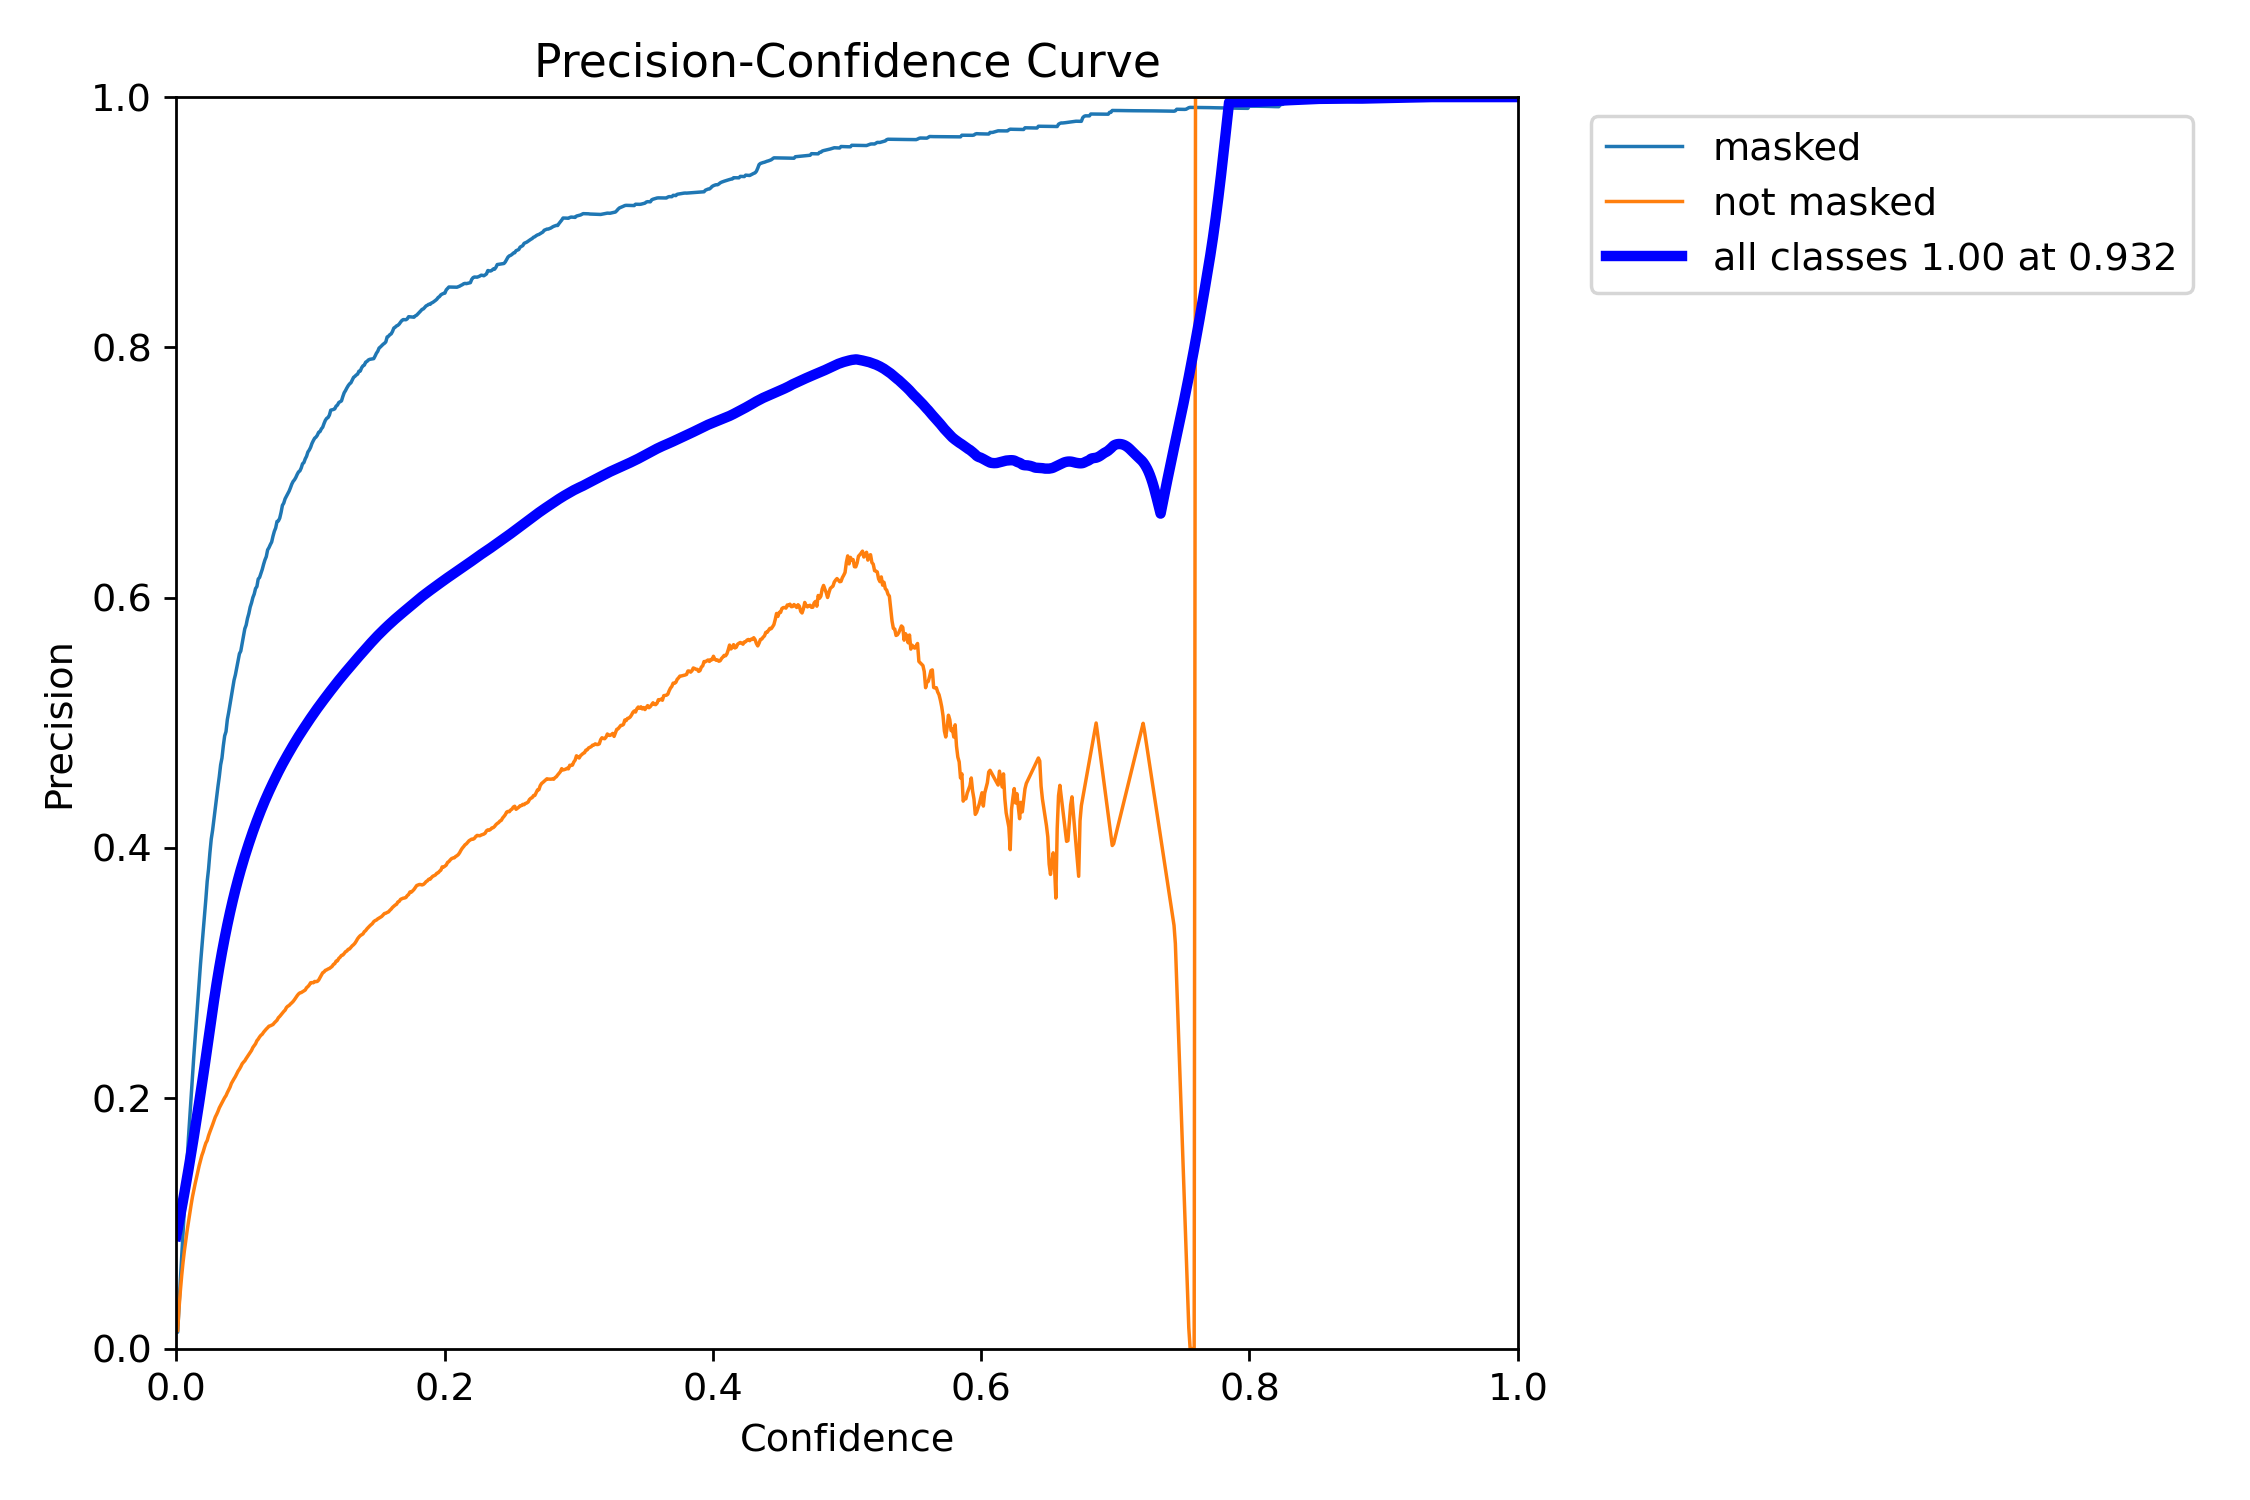 Precision-Confidence Curve
1.0
0.8
0.6
0.4
0.2
0.0
Precision
0.0 0.2 0.4 0.6 0.8 1.0
Confidence
masked
not masked
all classes 1.00 at 0.932